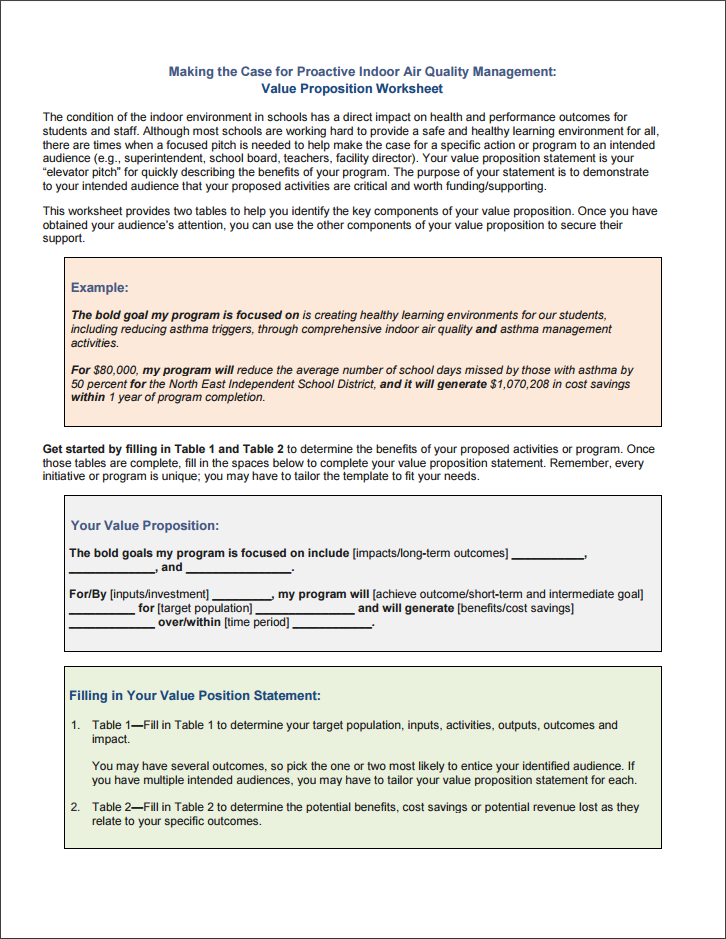 Making the Case for Proactive Indoor Air Quality Management:
Value Proposition Worksheet
The condition of the indoor environment in schools has a direct impact on health and performance outcomes for
students and staff. Although most schools are working hard to provide a safe and healthy learning environment for all,
there are times when a focused pitch is needed to help make the case for a specific action or program to an intended
audience (e.g., superintendent, school board, teachers, facility director). Your value proposition statement is your
“elevator pitch” for quickly describing the benefits of your program. The purpose of your statement is to demonstrate
to your intended audience that your proposed activities are critical and worth funding/supporting.
This worksheet provides two tables to help you identify the key components of your value proposition. Once you have
obtained your audience’s attention, you can use the other components of your value proposition to secure their
support.
Example:
The bold goal my program is focused on is creating healthy learning environments for our students,
including reducing asthma triggers, through comprehensive indoor air quality and asthma management
activities.
For $80,000, my program will reduce the average number of school days missed by those with asthma by
50 percent for the North East Independent School District, and it will generate $1,070,208 in cost savings
within 1 year of program completion.
Get started by filling in Table 1 and Table 2 to determine the benefits of your proposed activities or program. Once
those tables are complete, fill in the spaces below to complete your value proposition statement. Remember, every
initiative or program is unique; you may have to tailor the template to fit your needs.
Your Value Proposition:
The bold goals my program is focused on include [impacts/long-term outcomes] ___________,
_____________, and ________________.
For/By [inputs/investment] _________, my program will [achieve outcome/short-term and intermediate goal]
__________ for [target population] _______________ and will generate [benefits/cost savings]
_____________ over/within [time period] ____________.
Filling in Your Value Position Statement:
1. Table 1—Fill in Table 1 to determine your target population, inputs, activities, outputs, outcomes and
impact.
You may have several outcomes, so pick the one or two most likely to entice your identified audience. If
you have multiple intended audiences, you may have to tailor your value proposition statement for each.
2. Table 2—Fill in Table 2 to determine the potential benefits, cost savings or potential revenue lost as they
relate to your specific outcomes.